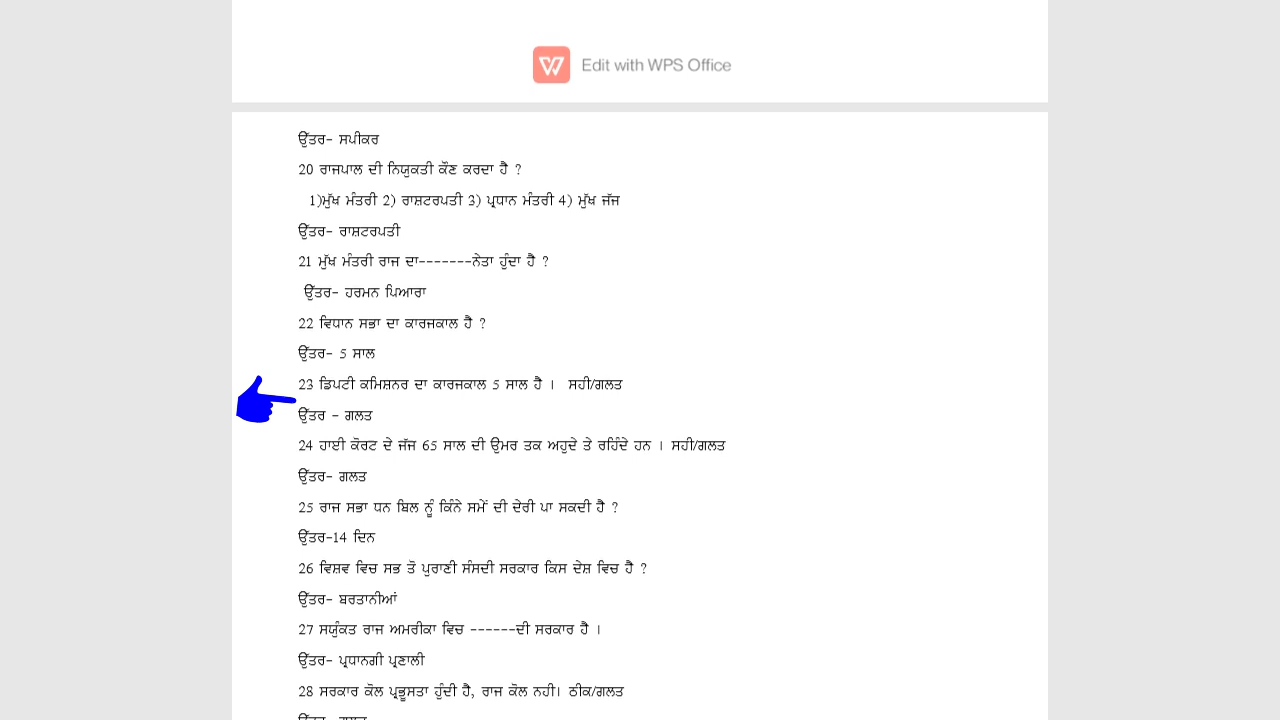 Edit with WPS Office
ਉੱਤਰ- ਸਪੀਕਰ
20 ਰਾਜਪਾਲ ਦੀ ਨਿਯੁਕਤੀ ਕੌਣ ਕਰਦਾ ਹੈ ?
1)ਮੁੱਖ ਮੰਤਰੀ 2) ਰਾਸ਼ਟਰਪਤੀ 3) ਪ੍ਰਧਾਨ ਮੰਤਰੀ 4) ਮੁੱਖ ਜੱਜ
ਉੱਤਰ- ਰਾਸ਼ਟਰਪਤੀ
21 ਮੁੱਖ ਮੰਤਰੀ ਰਾਜ ਦਾ-------ਨੇਤਾ ਹੁੰਦਾ ਹੈ ?
ਉੱਤਰ- ਹਰਮਨ ਪਿਆਰਾ
22 ਵਿਧਾਨ ਸਭਾ ਦਾ ਕਾਰਜਕਾਲ ਹੈ ?
ਉੱਤਰ- 5 ਸਾਲ
23 ਡਿਪਟੀ ਕਮਿਸ਼ਨਰ ਦਾ ਕਾਰਜਕਾਲ 5 ਸਾਲ ਹੈ । ਸਹੀ/ਗਲਤ
ਉੱਤਰ - ਗਲਤ
24 ਹਾਈ ਕੋਰਟ ਦੇ ਜੱਜ 65 ਸਾਲ ਦੀ ਉਮਰ ਤਕ ਅਹੁਦੇ ਤੇ ਰਹਿੰਦੇ ਹਨ । ਸਹੀ/ਗਲਤ
ਉੱਤਰ- ਗਲਤ
25 ਰਾਜ ਸਭਾ ਧਨ ਬਿਲ ਨੂੰ ਕਿੰਨੇ ਸਮੇਂ ਦੀ ਦੇਰੀ ਪਾ ਸਕਦੀ ਹੈ ?
ਉੱਤਰ-14 ਦਿਨ
26 ਵਿਸ਼ਵ ਵਿਚ ਸਭ ਤੋ ਪੁਰਾਣੀ ਸੰਸਦੀ ਸਰਕਾਰ ਕਿਸ ਦੇਸ਼ ਵਿਚ ਹੈ ?
ਉੱਤਰ- ਬਰਤਾਨੀਆਂ
27 ਸਯੁੰਕਤ ਰਾਜ ਅਮਰੀਕਾ ਵਿਚ ------ਦੀ ਸਰਕਾਰ ਹੈ ।
ਉੱਤਰ- ਪ੍ਰਧਾਨਗੀ ਪ੍ਰਣਾਲੀ
28 ਸਰਕਾਰ ਕੋਲ ਪ੍ਰਭੂਸਤਾ ਹੁੰਦੀ ਹੈ, ਰਾਜ ਕੋਲ ਨਹੀ। ਠੀਕ/ਗਲਤ
ਉੱਤਰ- ਗਲਤ